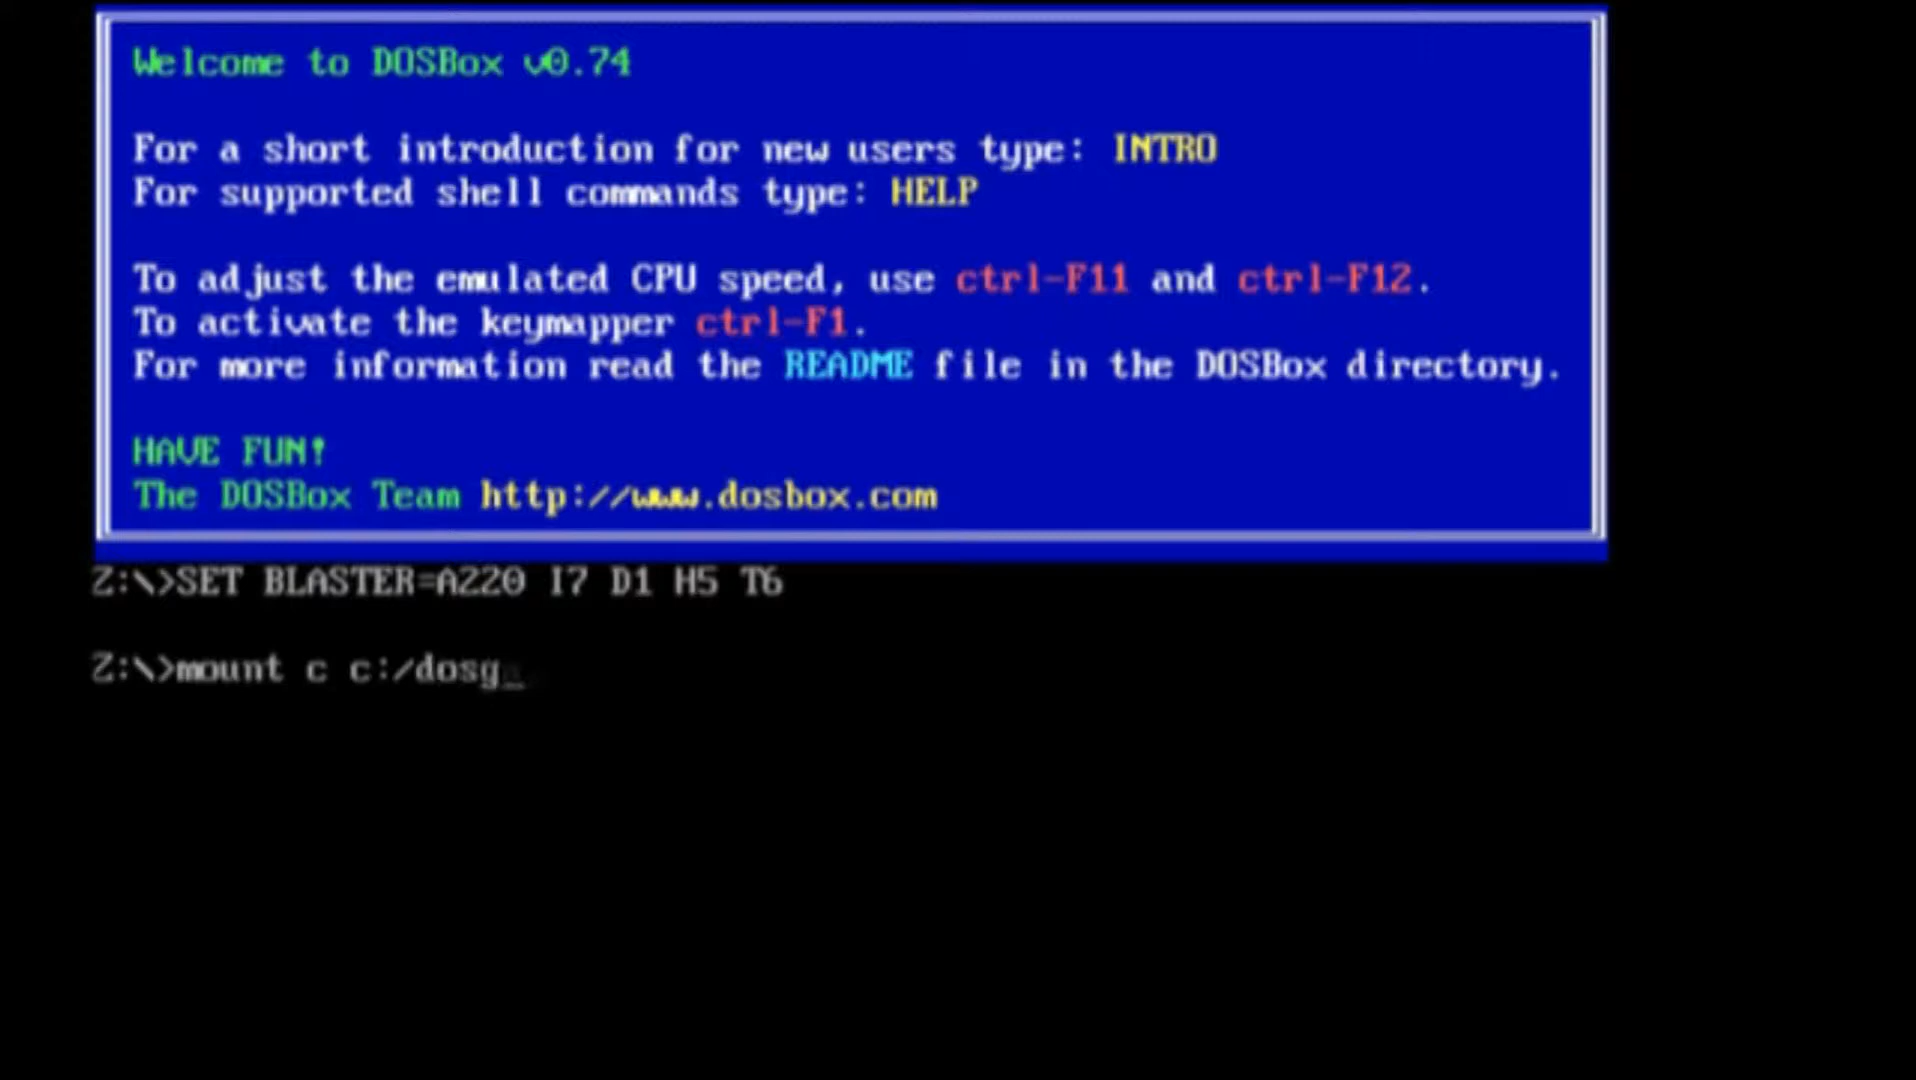 Welcome to DOSBox v0.74
For a short introduction for new users type: INTRO
For supported shell commands type: HELP
To adjust the emulated CPU speed, use ctrl-F11 and ctrl-F12.
To activate the keymapper ctrl-F1.
For more information read the README file in the DOSBox directory.
HAVE FUN!
The DOSBox Team http://www.dosbox.com
Z:\>SET BLASTER=A220 I7 D1 H5 T6
Z:\>mount c c:/dosg_